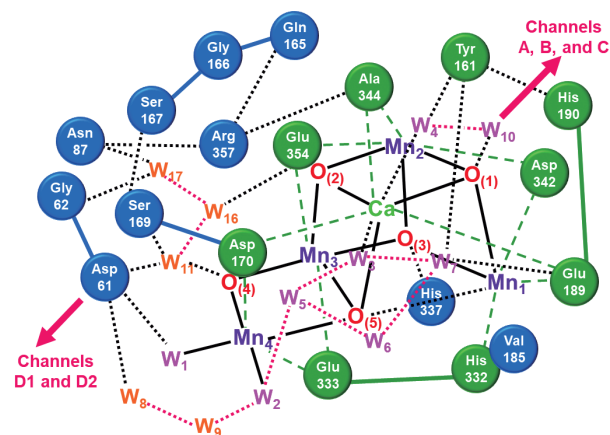 Gln
165
Gly
166
Tyr
161
Channels
A, B, and C
Ala
344
Ser
167
His
190
Asn
87
Arg
357
Glu
354
W4
W10
Mn2
W17
O(2)
O(1)
Asp
342
Gly
62
Ser
169
W16
Ca
Asp
170
O(3)
Mn3
W3
W7
Asp
61
W11
O(4)
Mn1
Glu
189
His
337
W5
O(5)
Channels
D1 and D2
W1
Mn4
W6
Val
185
W8
W2
Glu
333
His
332
W9